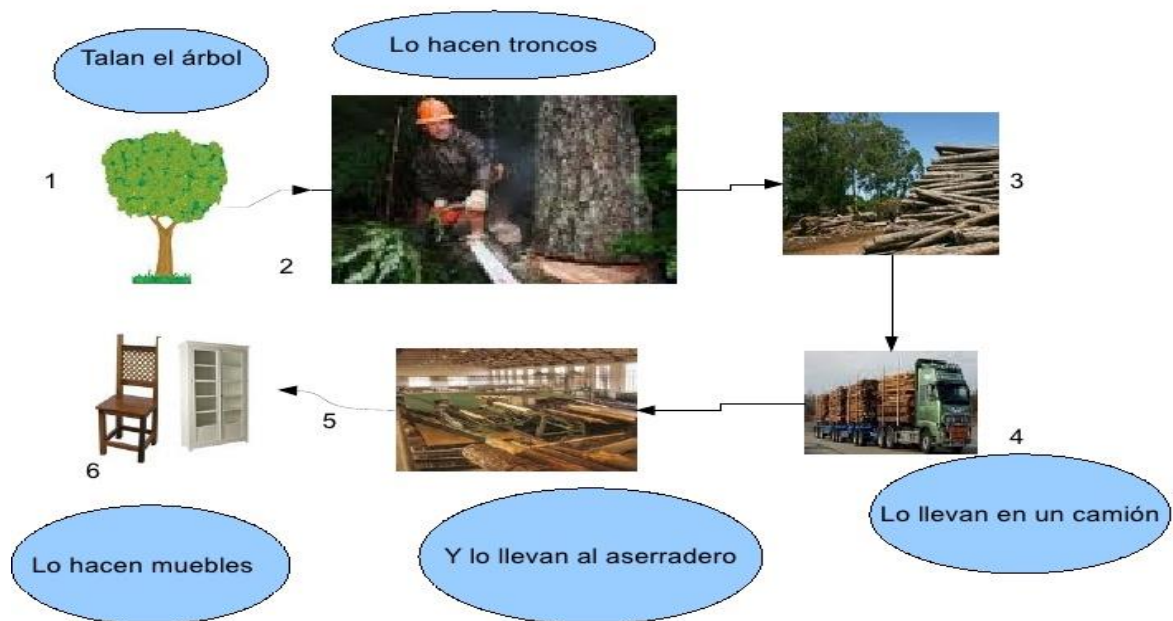 Talan el árbol
Lo hacen troncos
1
2
3
4
Lo llevan en un camión
5
Y lo llevan al aserradero
6
Lo hacen muebles